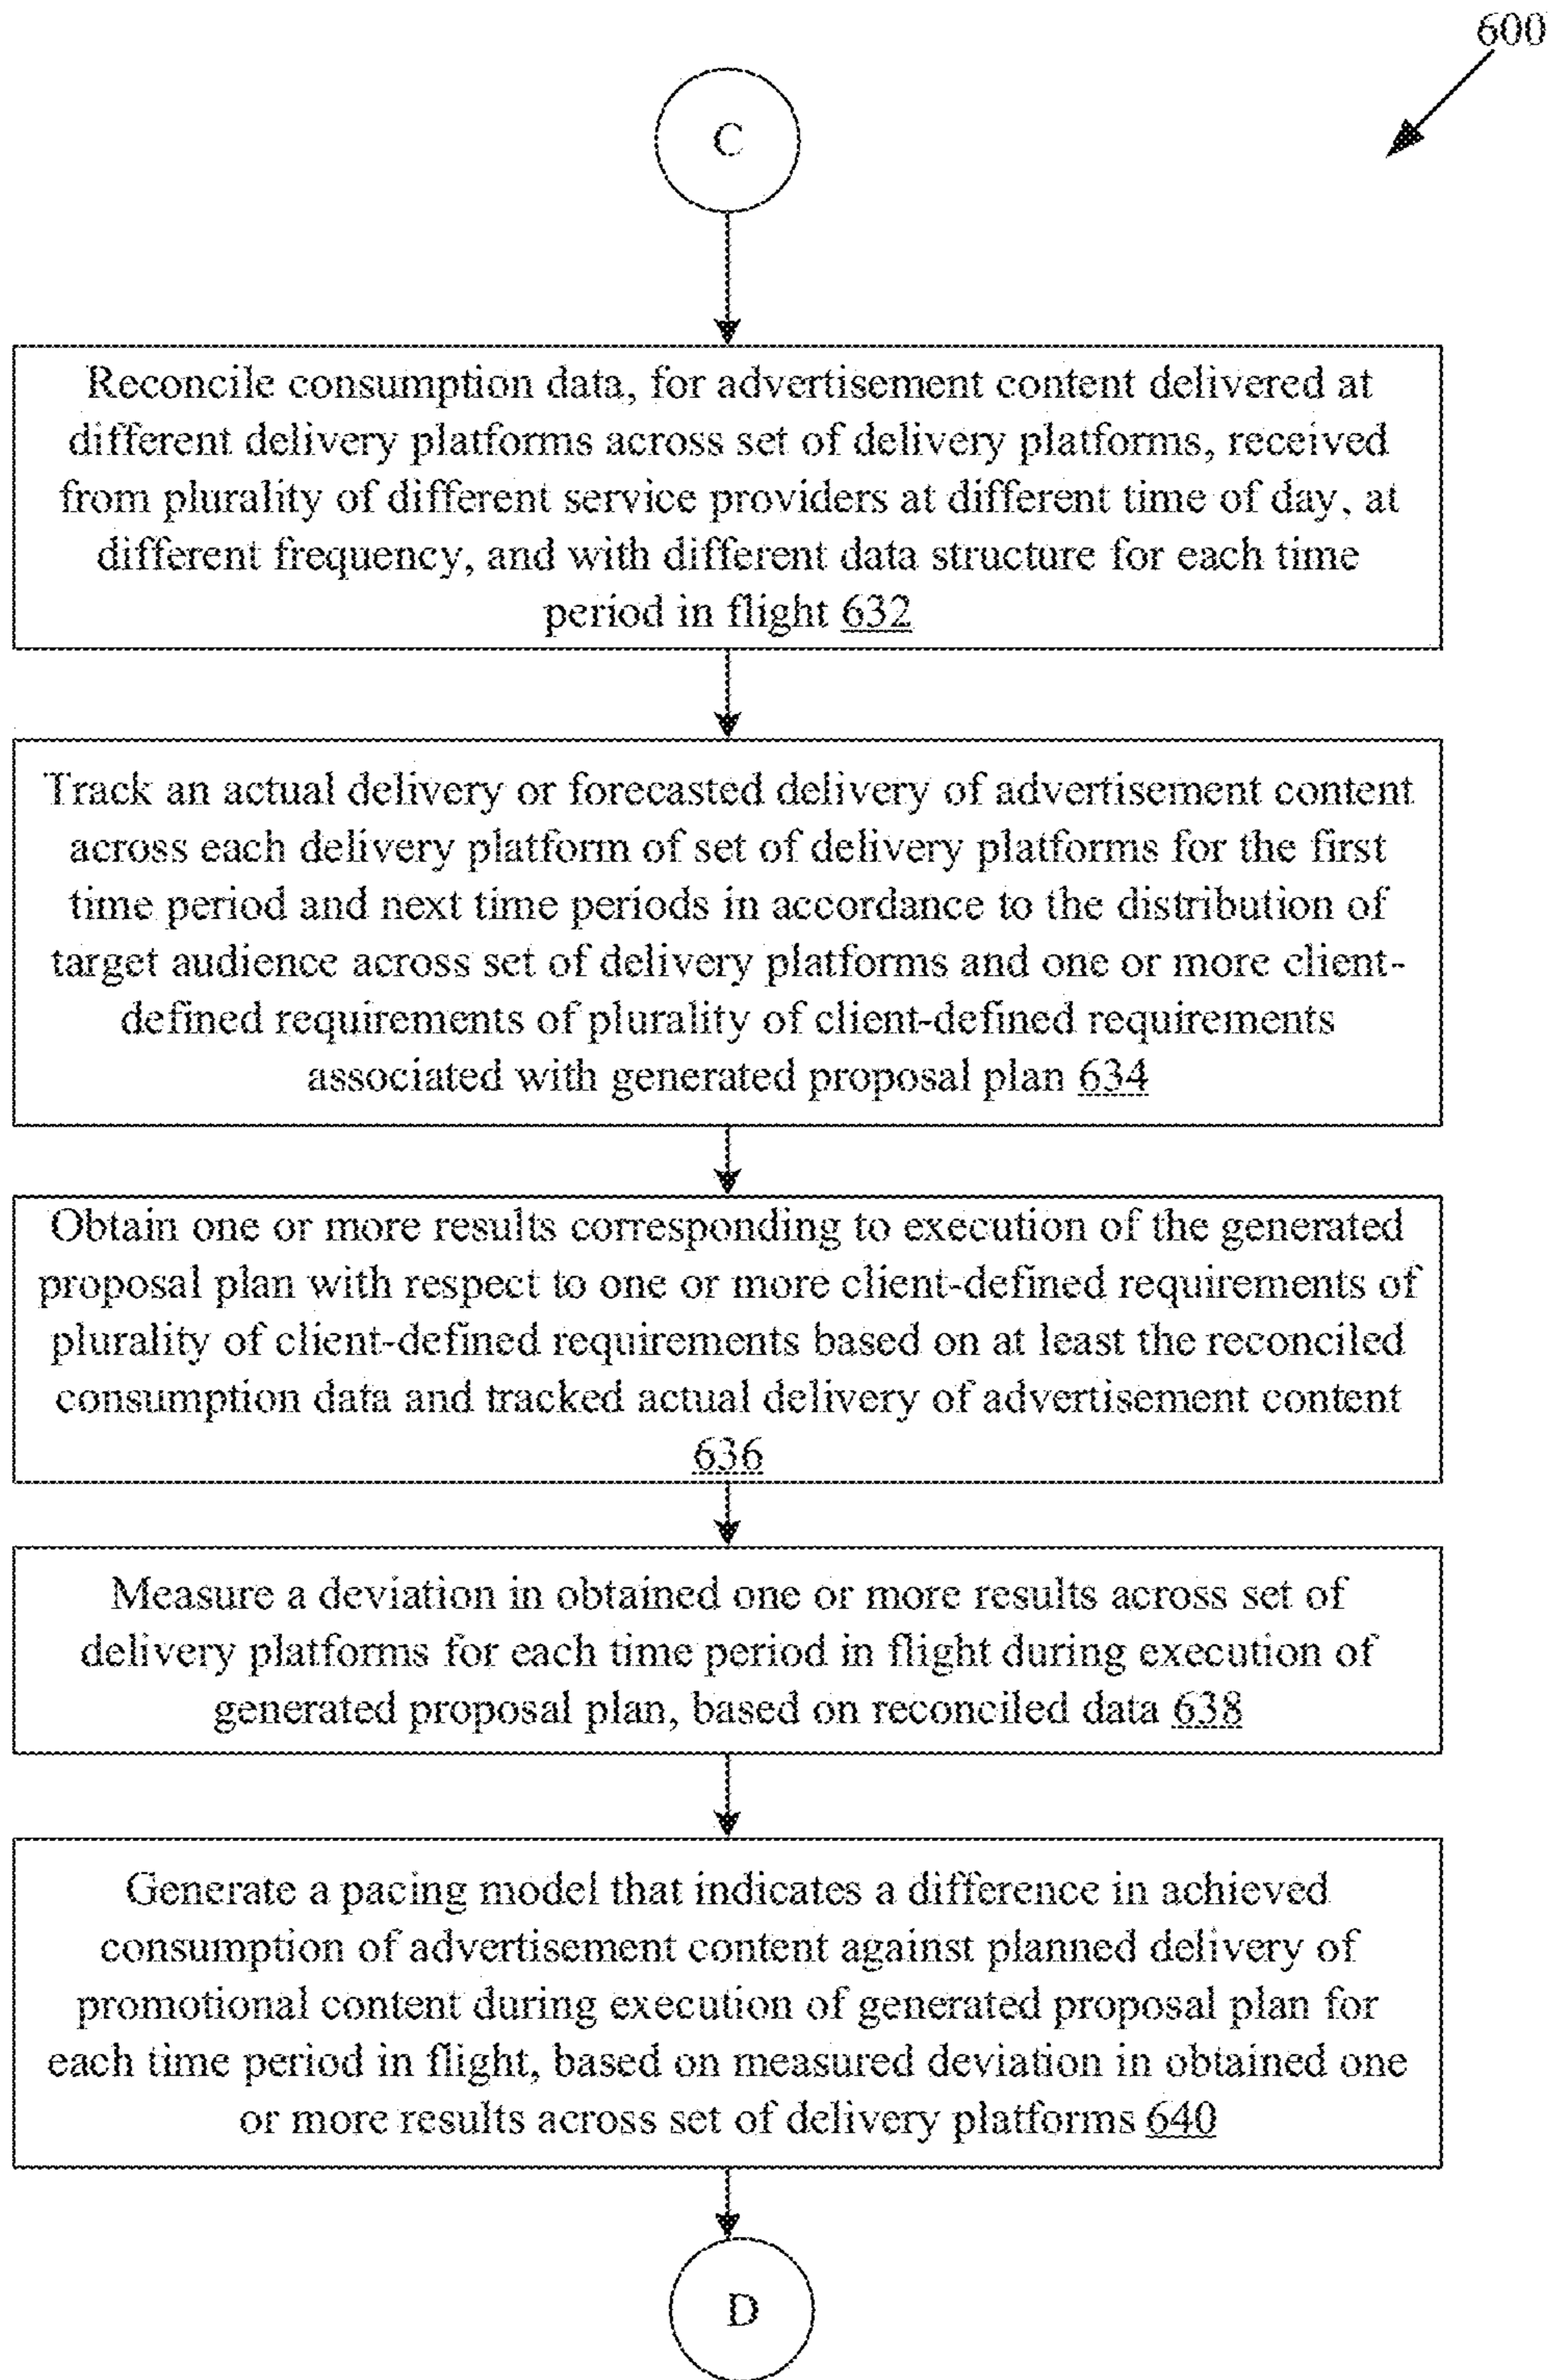 600
C
Reconcile consumption data, for advertisement content delivered at
different delivery platforms across set of delivery platforms, received
from plurality of different service providers at different time of day, at
different frequency, and with different data structure for each time
period in flight 632
Track an actual delivery or forecasted delivery of advertisement content
across each delivery platform of set of delivery platforms for the first
time period and next time periods in accordance to the distribution of
target audience across set of delivery platforms and one or more client-
defined requirements of plurality of client-defined requirements
associated with generated proposal plan 634
Obtain one or more results corresponding to execution of the generated
proposal plan with respect to one or more client-defined requirements of
plurality of client-defined requirements based on at least the reconciled
consumption data and tracked actual delivery of advertisement content
636
Measure a deviation in obtained one or more results across set of
delivery platforms for each time period in flight during execution of
generated proposal plan, based on reconciled data 638
Generate a pacing model that indicates a difference in achieved
consumption of advertisement content against planned delivery of
promotional content during execution of generated proposal plan for
each time period in flight, based on measured deviation in obtained one
or more results across set of delivery platforms 640
D